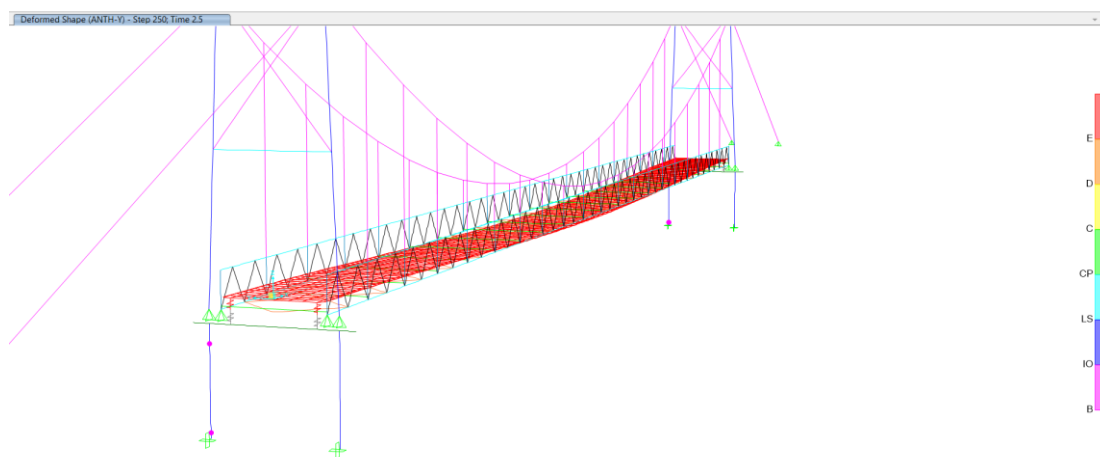 Deformed Shape (ANTH-Y) - Step 250; Time 2.5
E
D
C
CP
LS
IO
B